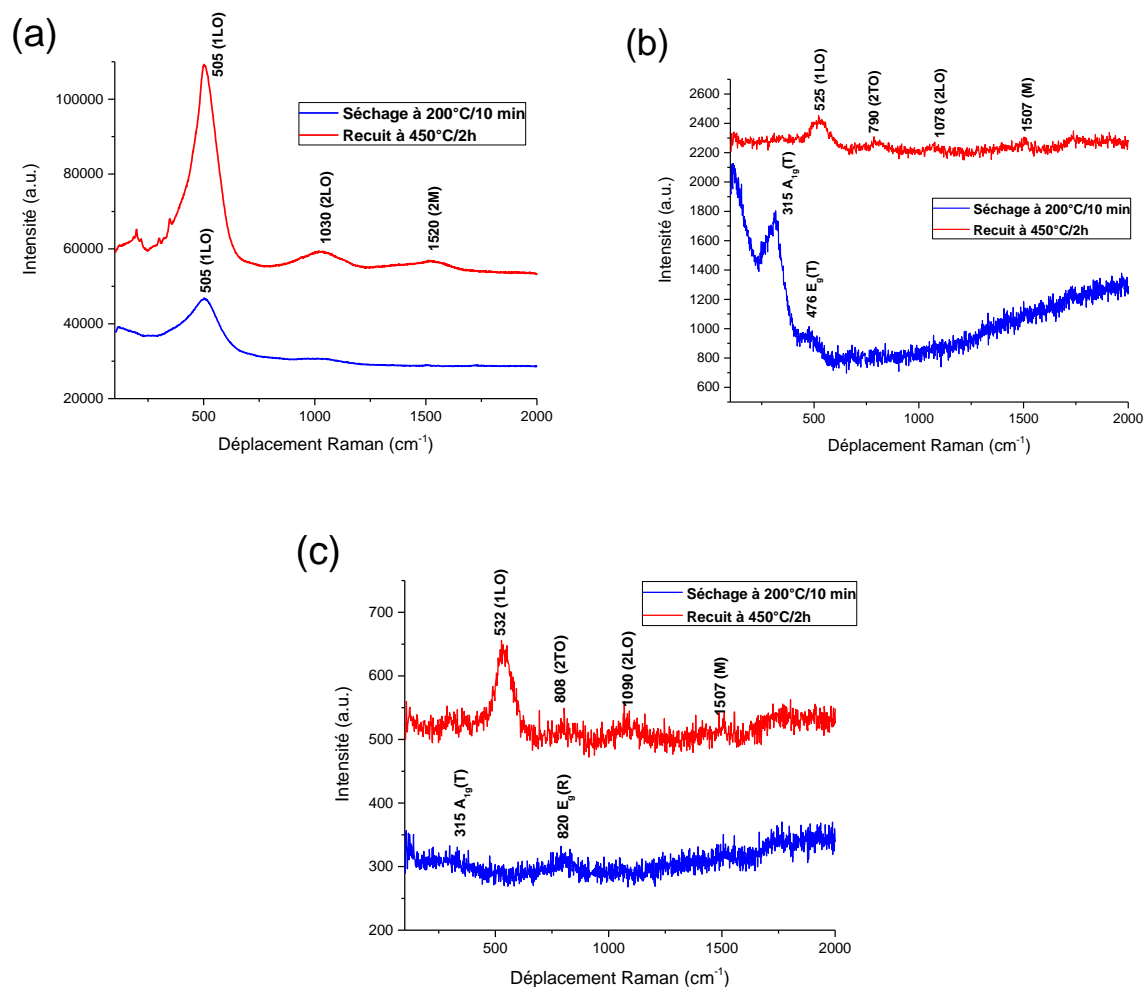 (a)
505 (1LO)
1030 (2LO)
1520 (2M)
505 (1LO)
Séchage à 200°C/10 min
Recuit à 450°C/2h
100000
80000
60000
40000
20000
500
1000
1500
2000
Intensité (a.u.)
Déplacement Raman (cm⁻¹)
(b)
525 (1LO)
790 (2TO)
1078 (2LO)
1507 (M)
315 A₁g(T)
476 Eg(T)
Séchage à 200°C/10 min
Recuit à 450°C/2h
2600
2400
2200
2000
1800
1600
1400
1200
1000
800
600
500
1000
1500
2000
Intensité (a.u.)
Déplacement Raman (cm⁻¹)
(c)
532 (1LO)
808 (2TO)
1090 (2LO)
1507 (M)
315 A₁g(T)
820 Eg(R)
Séchage à 200°C/10 min
Recuit à 450°C/2h
700
600
500
400
300
200
500
1000
1500
2000
Intensité (a.u.)
Déplacement Raman (cm⁻¹)